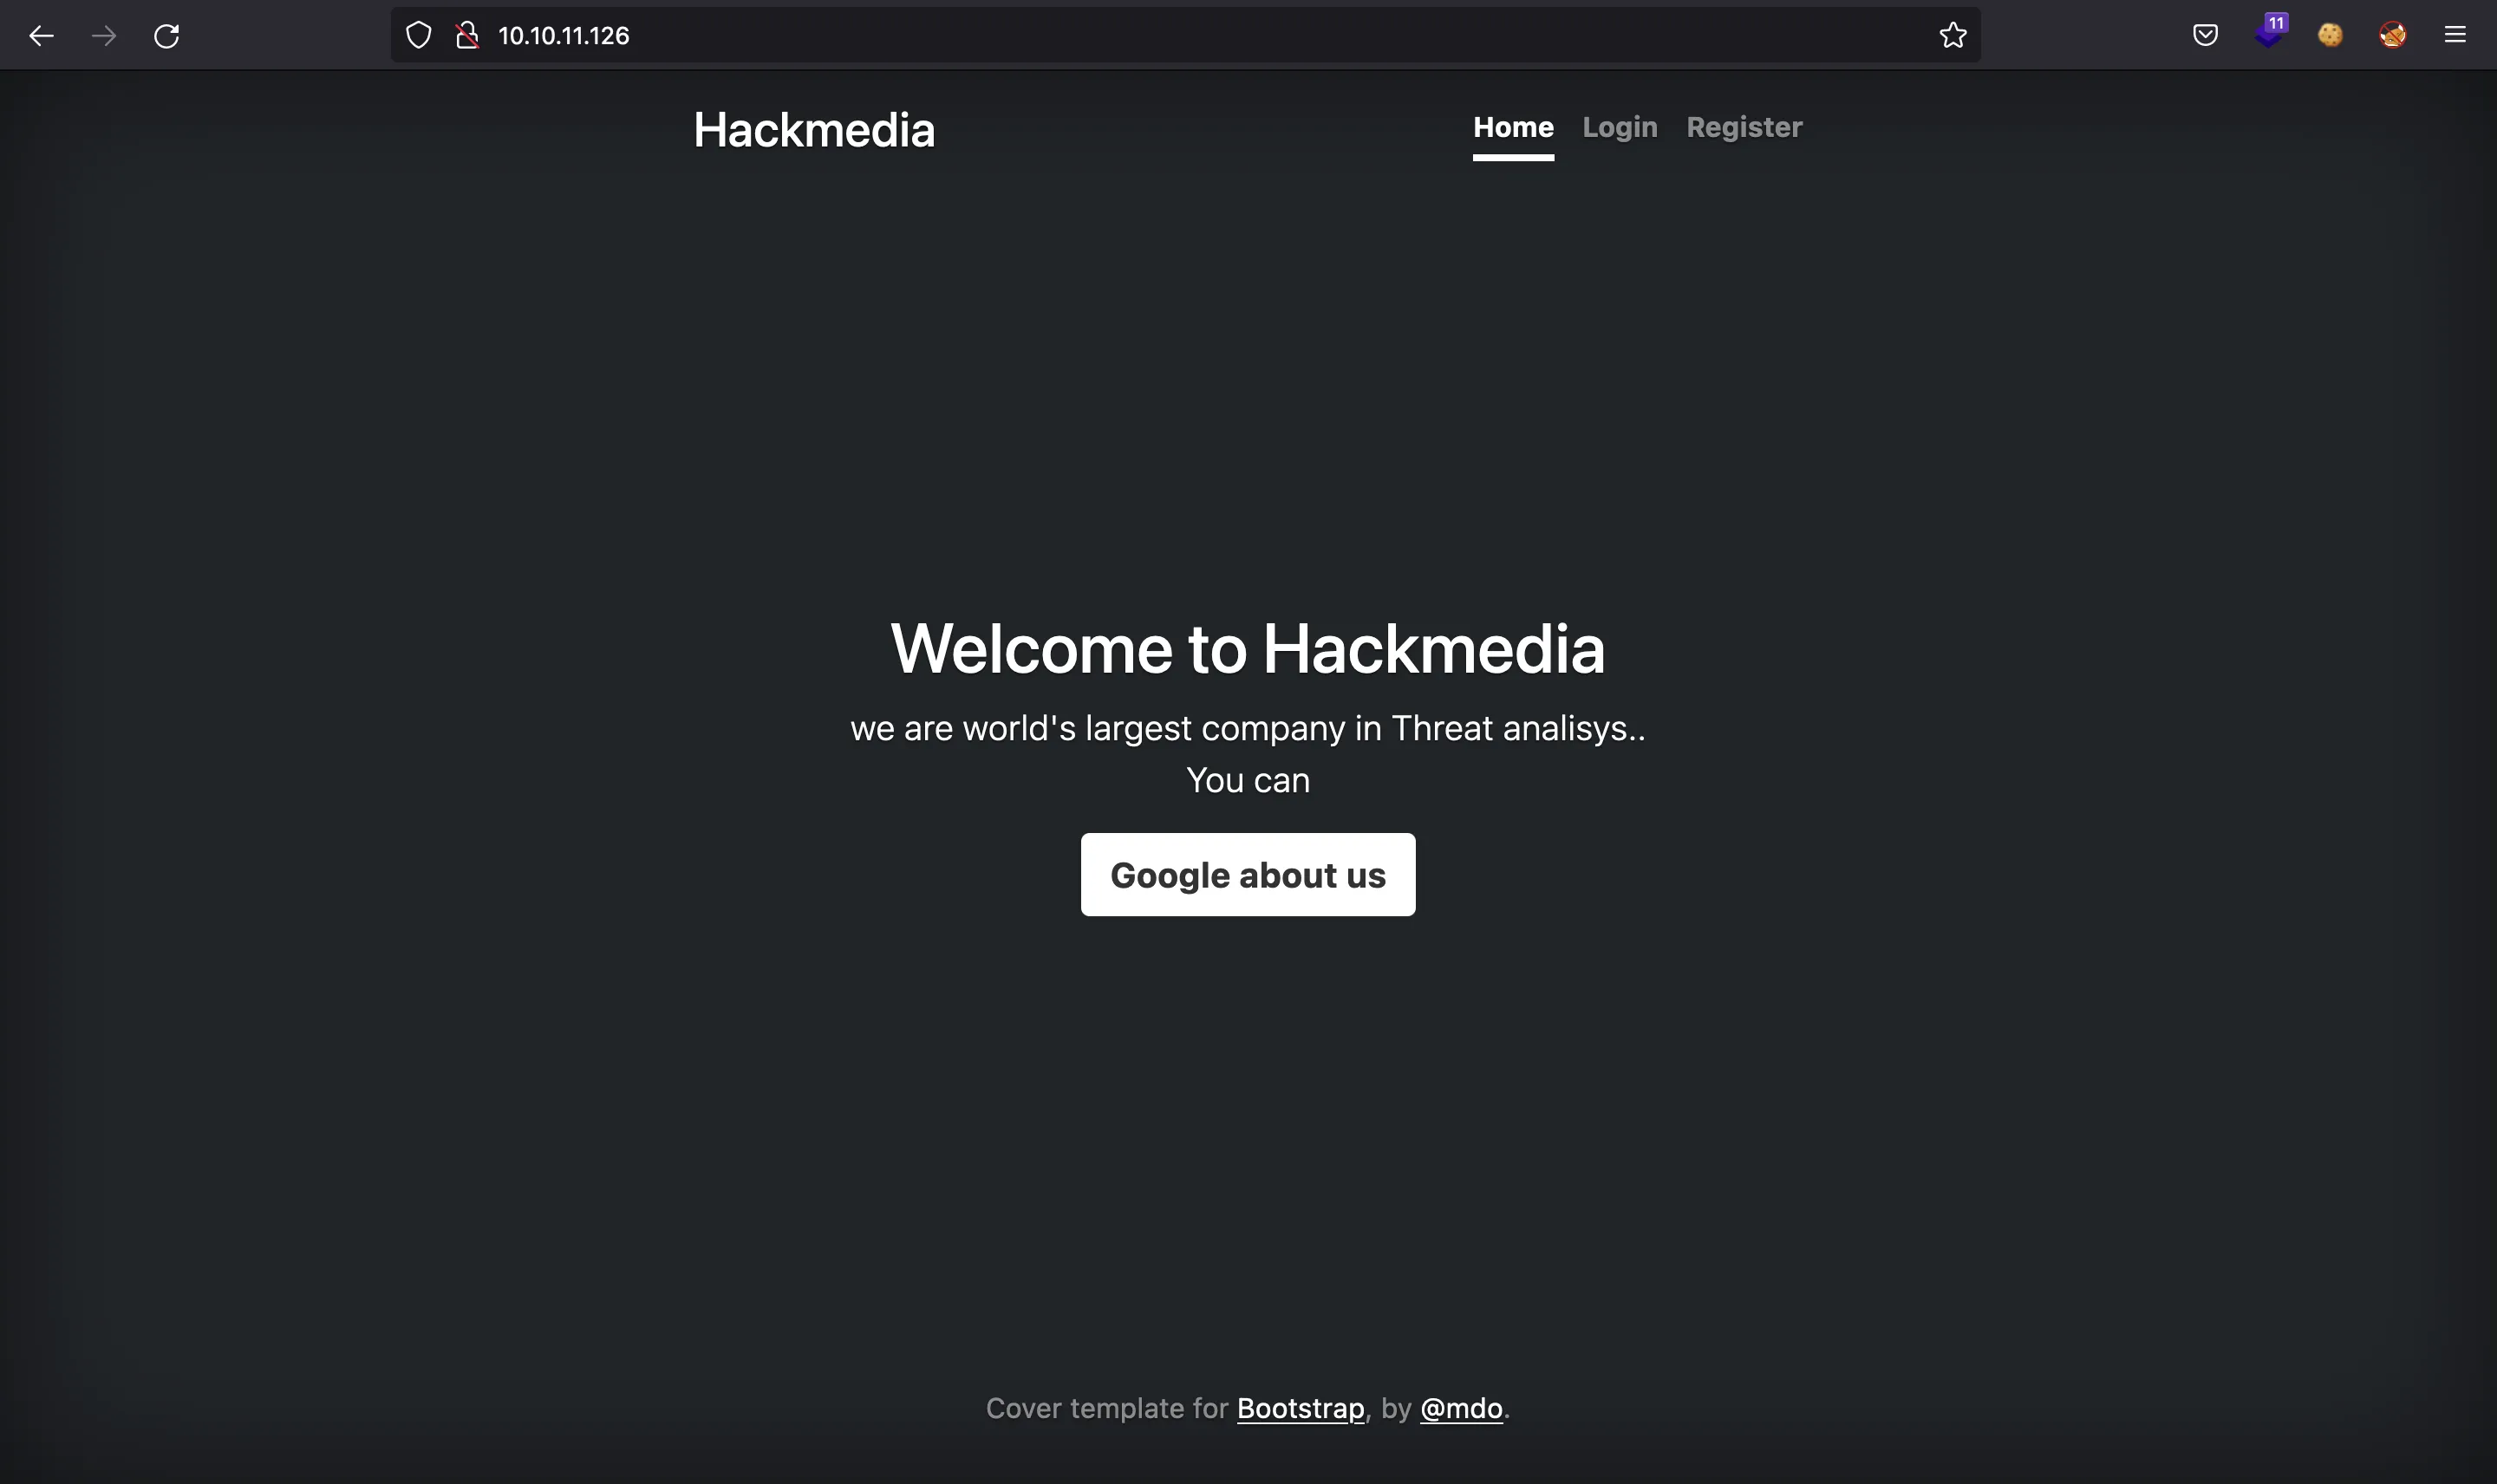 10.10.11.126
11
Hackmedia
Home Login Register
Welcome to Hackmedia
we are world's largest company in Threat analisys..
You can
Google about us
Cover template for Bootstrap, by @mdo.